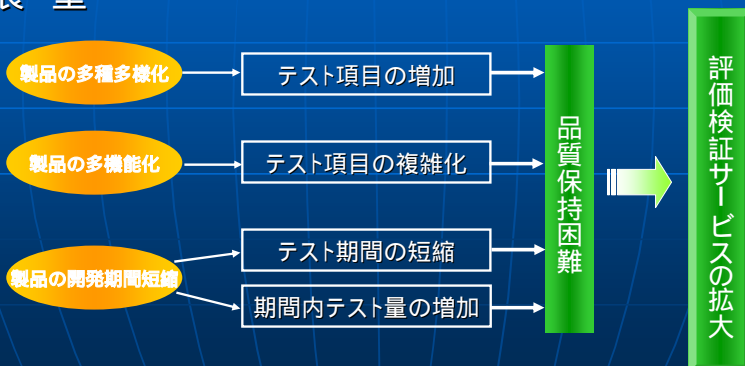 展 望
製品の多種多様化
テスト項目の増加
製品の多機能化
テスト項目の複雑化
製品の開発期間短縮
テスト期間の短縮
期間内テスト量の増加
品質保持困難
評価検証サービスの拡大